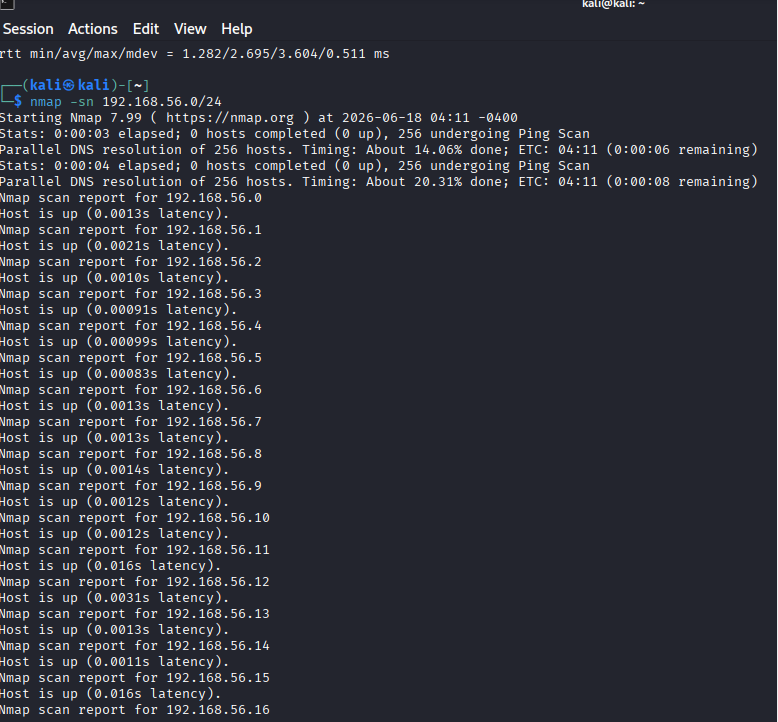 kali@kali: ~
Session Actions Edit View Help
rtt min/avg/max/mdev = 1.282/2.695/3.604/0.511 ms
┌──(kali㉿kali)-[~]
└─$ nmap -sn 192.168.56.0/24
Starting Nmap 7.99 ( https://nmap.org ) at 2026-06-18 04:11 -0400
Stats: 0:00:03 elapsed; 0 hosts completed (0 up), 256 undergoing Ping Scan
Parallel DNS resolution of 256 hosts. Timing: About 14.06% done; ETC: 04:11 (0:00:06 remaining)
Stats: 0:00:04 elapsed; 0 hosts completed (0 up), 256 undergoing Ping Scan
Parallel DNS resolution of 256 hosts. Timing: About 20.31% done; ETC: 04:11 (0:00:08 remaining)
Nmap scan report for 192.168.56.0
Host is up (0.0013s latency).
Nmap scan report for 192.168.56.1
Host is up (0.0021s latency).
Nmap scan report for 192.168.56.2
Host is up (0.0010s latency).
Nmap scan report for 192.168.56.3
Host is up (0.00091s latency).
Nmap scan report for 192.168.56.4
Host is up (0.00099s latency).
Nmap scan report for 192.168.56.5
Host is up (0.00083s latency).
Nmap scan report for 192.168.56.6
Host is up (0.0013s latency).
Nmap scan report for 192.168.56.7
Host is up (0.0013s latency).
Nmap scan report for 192.168.56.8
Host is up (0.0014s latency).
Nmap scan report for 192.168.56.9
Host is up (0.0012s latency).
Nmap scan report for 192.168.56.10
Host is up (0.0012s latency).
Nmap scan report for 192.168.56.11
Host is up (0.016s latency).
Nmap scan report for 192.168.56.12
Host is up (0.0031s latency).
Nmap scan report for 192.168.56.13
Host is up (0.0013s latency).
Nmap scan report for 192.168.56.14
Host is up (0.0011s latency).
Nmap scan report for 192.168.56.15
Host is up (0.016s latency).
Nmap scan report for 192.168.56.16